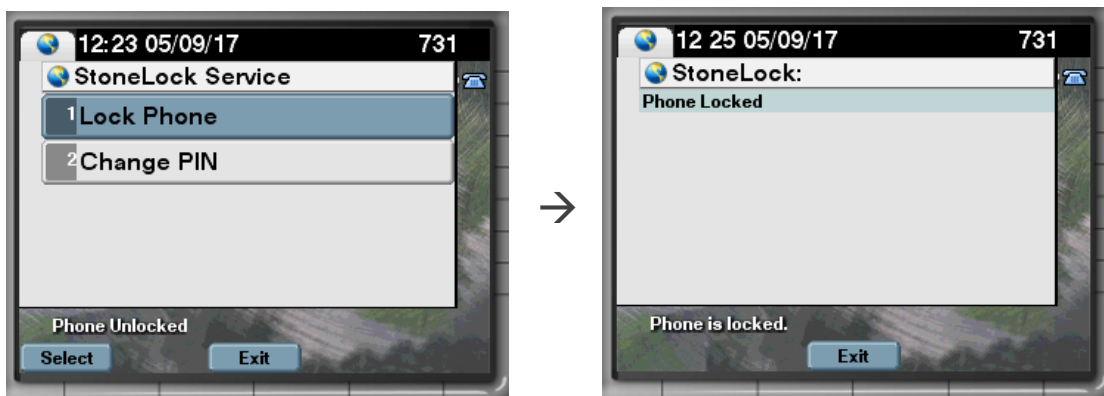 12:23 05/09/17 731
StoneLock Service
1 Lock Phone
2 Change PIN
Phone Unlocked
Select Exit
→
12 25 05/09/17 731
StoneLock:
Phone Locked
Phone is locked.
Exit